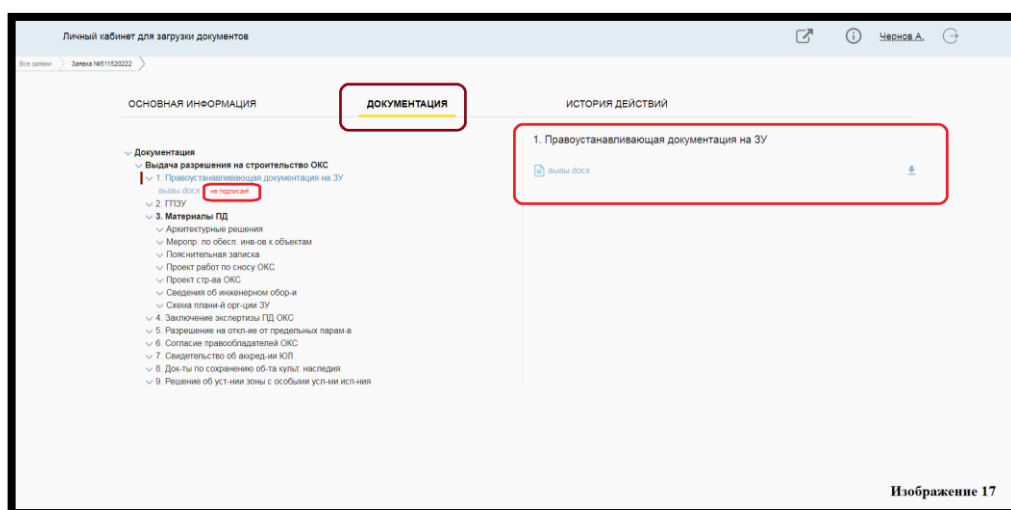 Личный кабинет для загрузки документов
Чернов А.
Все заявки
Заявка №511520222
ОСНОВНАЯ ИНФОРМАЦИЯ
ДОКУМЕНТАЦИЯ
ИСТОРИЯ ДЕЙСТВИЙ
Документация
Выдача разрешения на строительство ОКС
1. Правоустанавливающая документация на ЗУ
вывы.docx не подписан!
2. ГПЗУ
3. Материалы ПД
Архитектурные решения
Меропр. по обесп. инв-ов к объектам
Пояснительная записка
Проект работ по сносу ОКС
Проект стр-ва ОКС
Сведения об инженерном обор-и
Схема плани-й орг-ции ЗУ
4. Заключение экспертизы ПД ОКС
5. Разрешение на откл-ие от предельных парам-в
6. Согласие правообладателей ОКС
7. Свидетельство об аккред-ии ЮЛ
8. Док-ты по сохранению об-та культ. наследия
9. Решение об уст-нии зоны с особыми усл-ми исп-ния
1. Правоустанавливающая документация на ЗУ
вывы.docx
Изображение 17